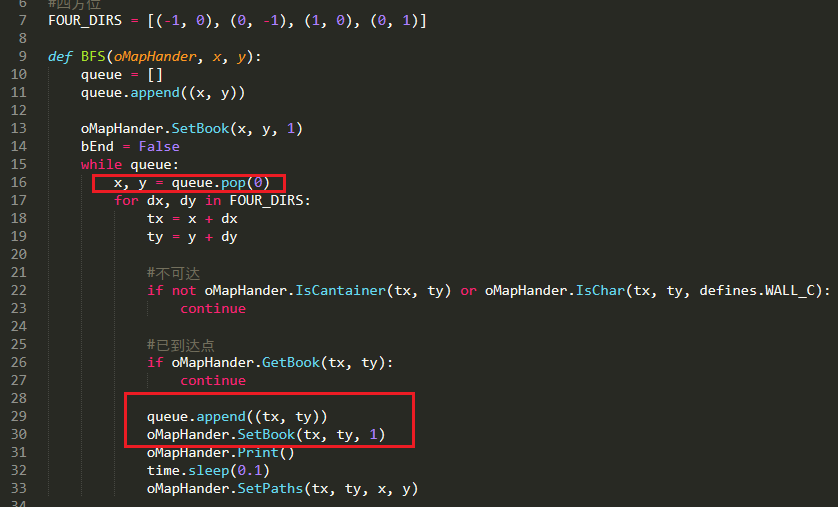 6 #四方位
7 FOUR_DIRS = [(-1, 0), (0, -1), (1, 0), (0, 1)]
8
9 def BFS(oMapHander, x, y):
10     queue = []
11     queue.append((x, y))
12
13     oMapHander.SetBook(x, y, 1)
14     bEnd = False
15     while queue:
16         x, y = queue.pop(0)
17         for dx, dy in FOUR_DIRS:
18             tx = x + dx
19             ty = y + dy
20
21             #不可达
22             if not oMapHander.IsCantainer(tx, ty) or oMapHander.IsChar(tx, ty, defines.WALL_C):
23                 continue
24
25             #已到达点
26             if oMapHander.GetBook(tx, ty):
27                 continue
28
29             queue.append((tx, ty))
30             oMapHander.SetBook(tx, ty, 1)
31             oMapHander.Print()
32             time.sleep(0.1)
33             oMapHander.SetPaths(tx, ty, x, y)
34